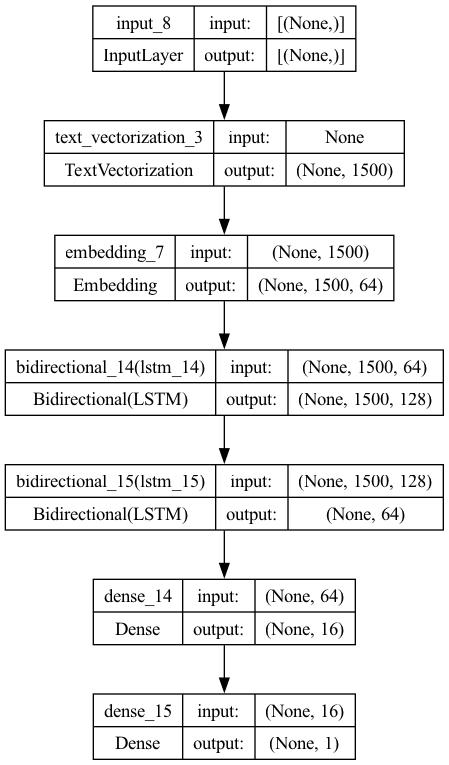 input_8 input: [(None,)]
InputLayer output: [(None,)]
text_vectorization_3 input: None
TextVectorization output: (None, 1500)
embedding_7 input: (None, 1500)
Embedding output: (None, 1500, 64)
bidirectional_14(lstm_14) input: (None, 1500, 64)
Bidirectional(LSTM) output: (None, 1500, 128)
bidirectional_15(lstm_15) input: (None, 1500, 128)
Bidirectional(LSTM) output: (None, 64)
dense_14 input: (None, 64)
Dense output: (None, 16)
dense_15 input: (None, 16)
Dense output: (None, 1)